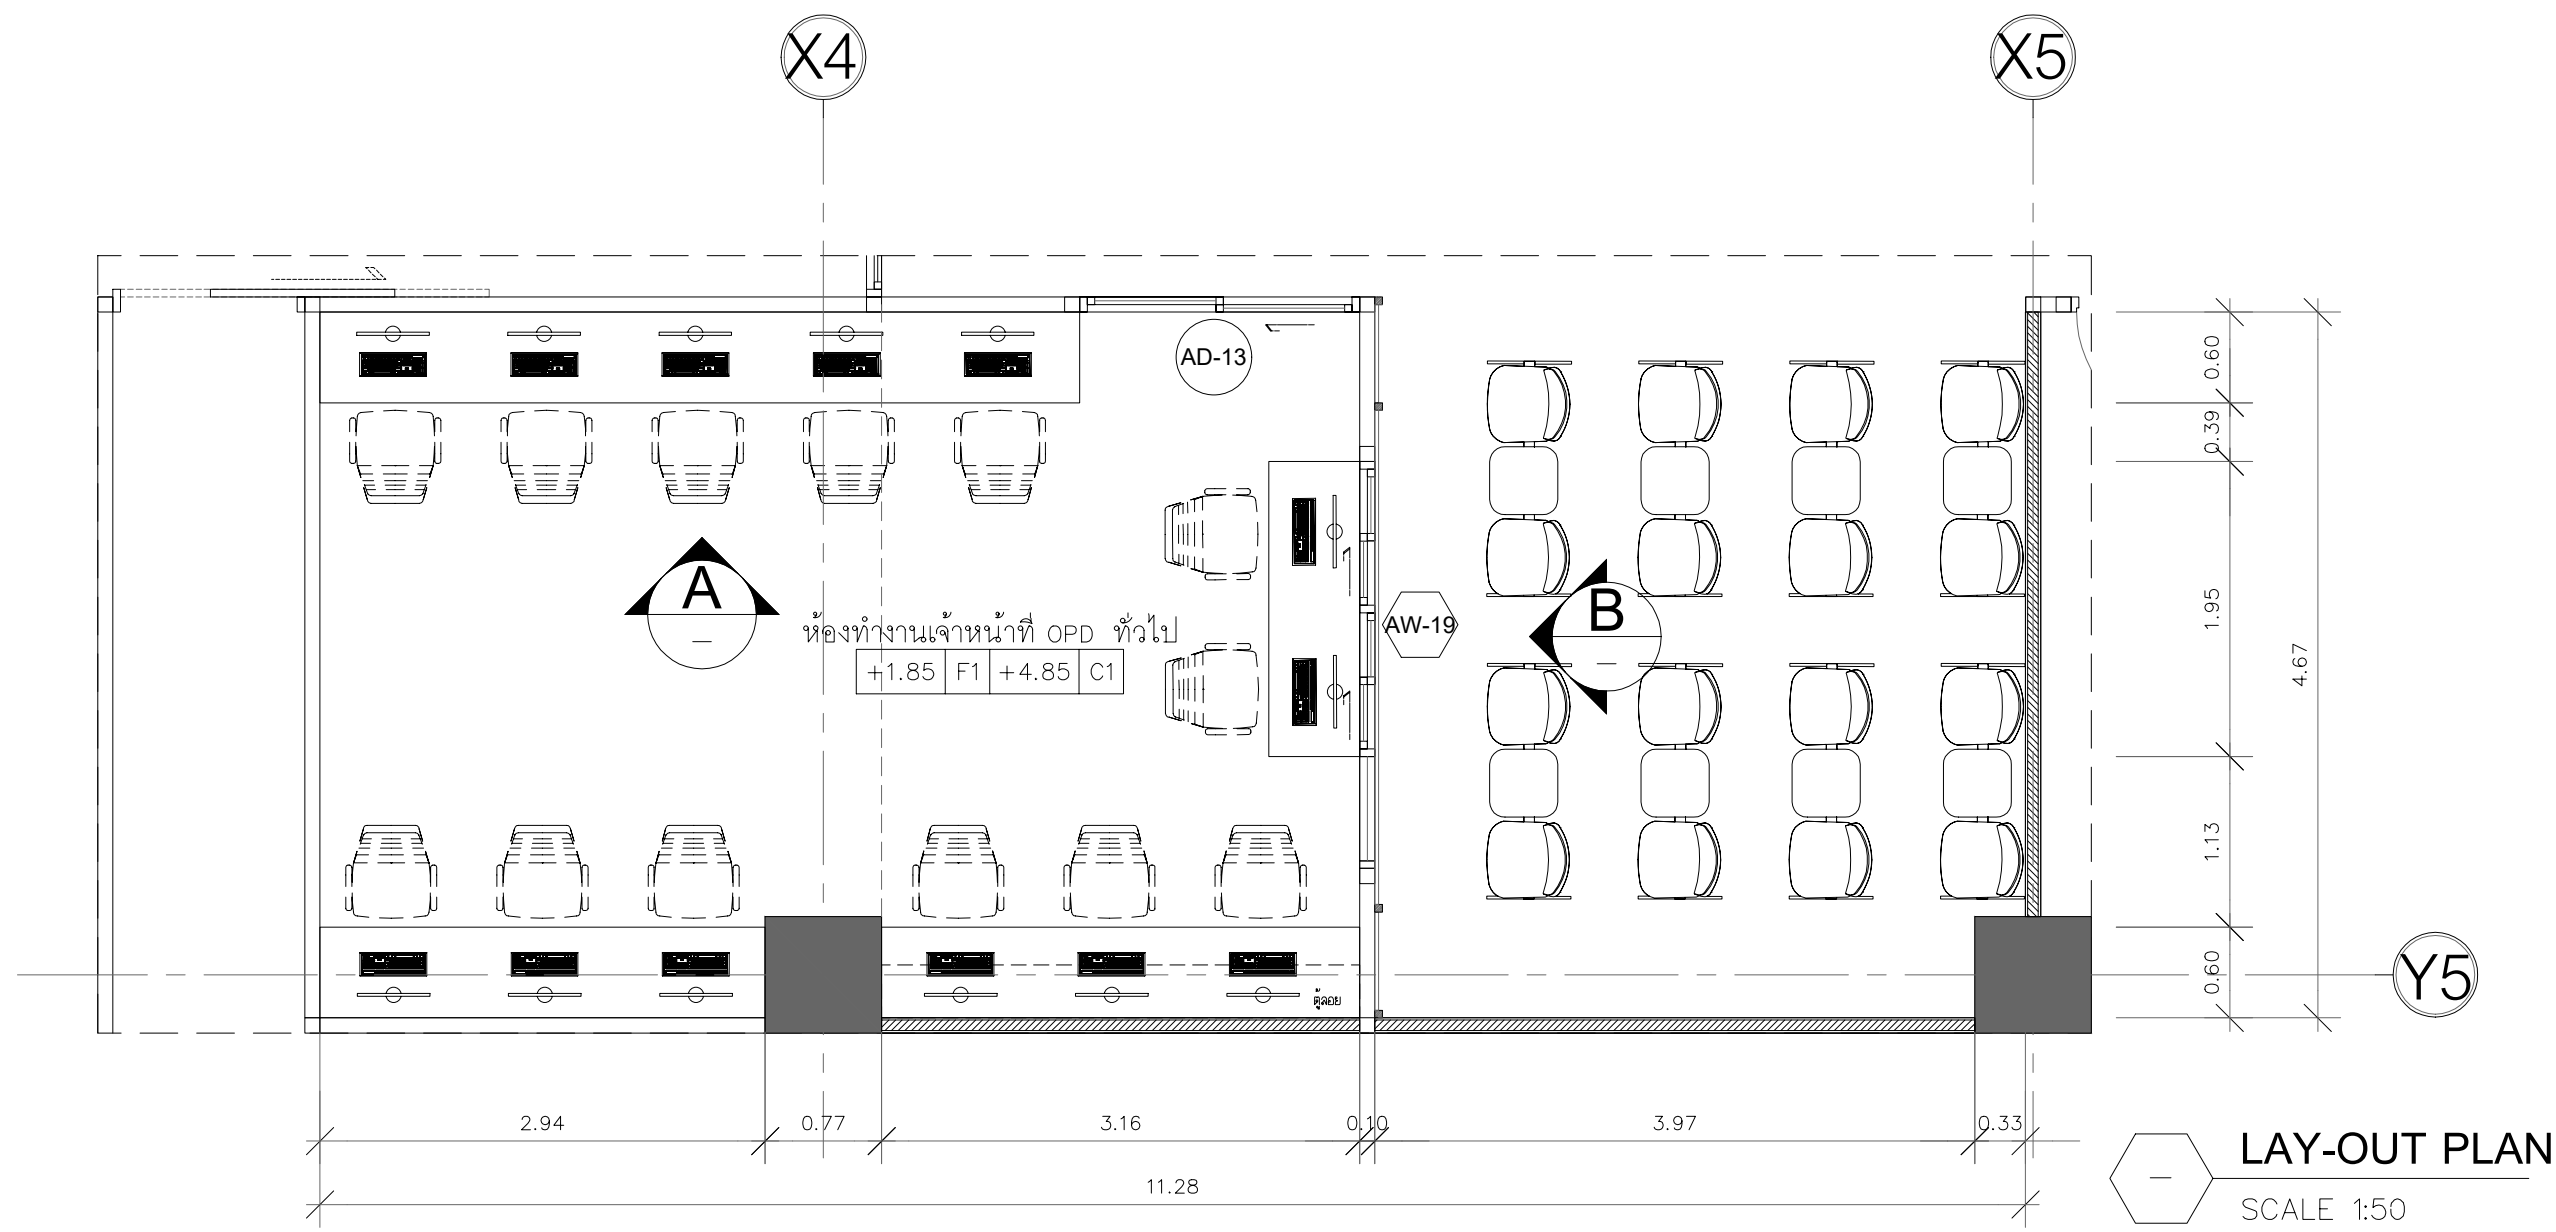 X4
X5
AD-13
0.60
0.39
A
–
B
–
ห้องทำงานเจ้าหน้าที่ OPD ทั่วไป
AW-19
+1.85 F1 +4.85 C1
1.95
4.67
1.13
0.60
Y5
ตู้ลอย
2.94 0.77 3.16 0.10 3.97 0.33
11.28
–
LAY-OUT PLAN
SCALE 1:50